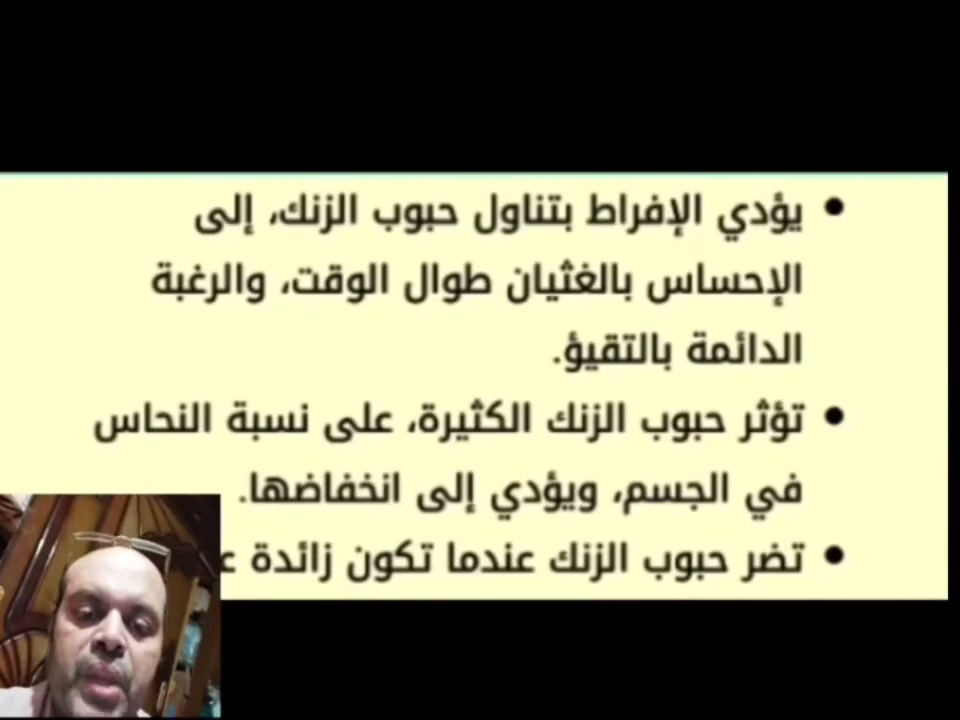 • يؤدي الإفراط بتناول حبوب الزنك، إلى
الإحساس بالغثيان طوال الوقت، والرغبة
الدائمة بالتقيؤ.
• تؤثر حبوب الزنك الكثيرة، على نسبة النحاس
في الجسم، ويؤدي إلى انخفاضها.
• تضر حبوب الزنك عندما تكون زائدة